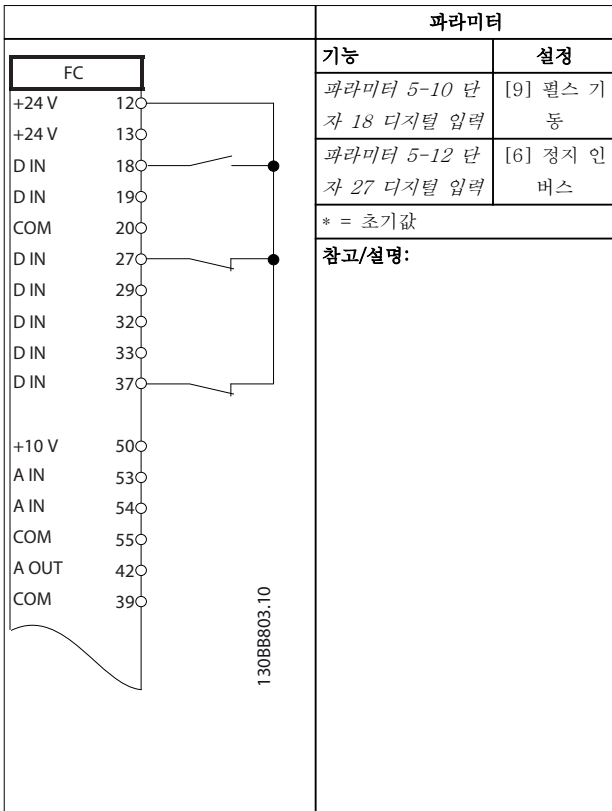 파라미터
기능 설정
파라미터 5-10 단 [9] 펄스 기
자 18 디지털 입력 동
파라미터 5-12 단 [6] 정지 인
자 27 디지털 입력 버스
* = 초기값
참고/설명:
FC
+24 V 12
+24 V 13
D IN 18
D IN 19
COM 20
D IN 27
D IN 29
D IN 32
D IN 33
D IN 37
+10 V 50
A IN 53
A IN 54
COM 55
A OUT 42
COM 39
130BB803.10